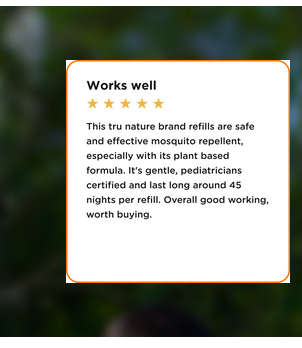 Works well
This tru nature brand refills are safe
and effective mosquito repellent,
especially with its plant based
formula. It's gentle, pediatricians
certified and last long around 45
nights per refill. Overall good working,
worth buying.